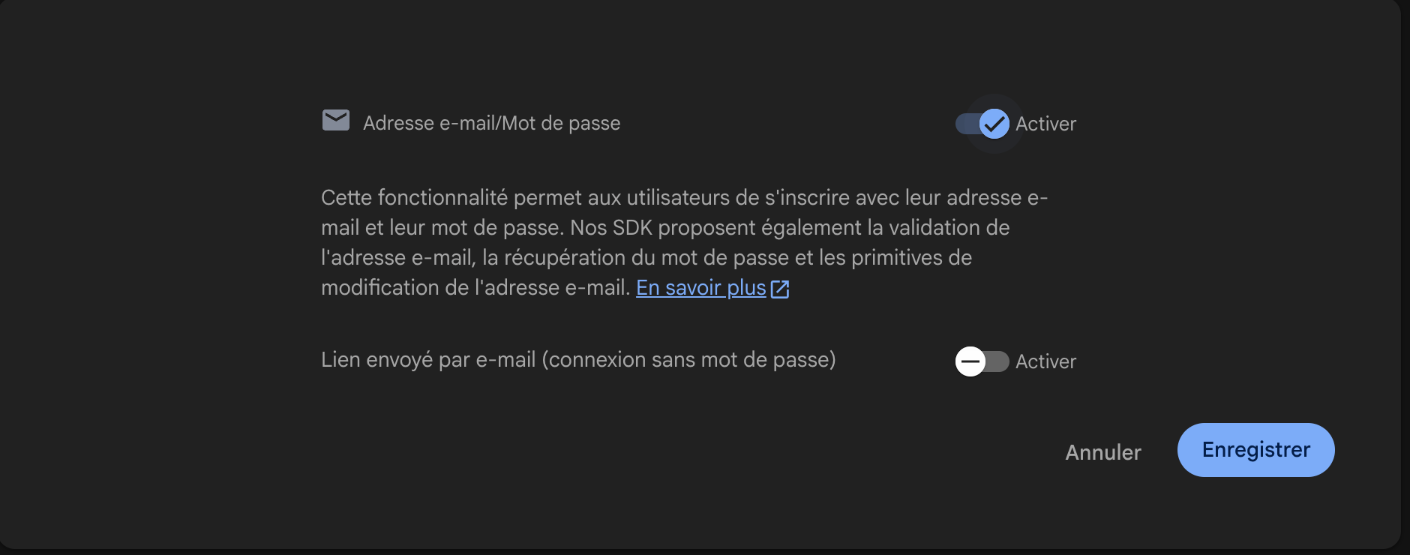 Adresse e-mail/Mot de passe
Activer
Cette fonctionnalité permet aux utilisateurs de s'inscrire avec leur adresse e-
mail et leur mot de passe. Nos SDK proposent également la validation de
l'adresse e-mail, la récupération du mot de passe et les primitives de
modification de l'adresse e-mail. En savoir plus
Lien envoyé par e-mail (connexion sans mot de passe)
Activer
Annuler
Enregistrer